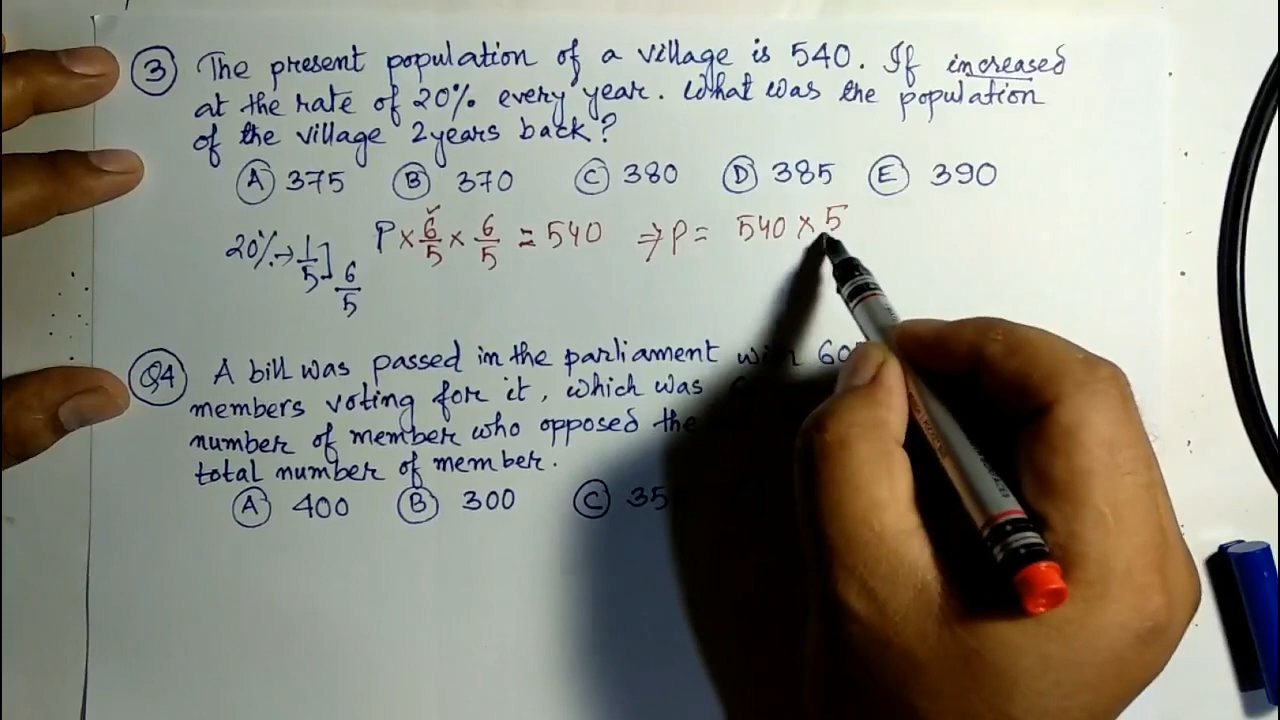 3 The present population of a village is 540. If increased
at the rate of 20% every year. What was the population
of the village 2years back?
A 375 B 370 C 380 D 385 E 390
20% → 1/5] 6/5 P × 6/5 × 6/5 = 540 ⇒ P = 540 × 5
Q4 A bill was passed in the parliament
members voting for it, which was
number of member who opposed the
total number of member.
A 400 B 300 C